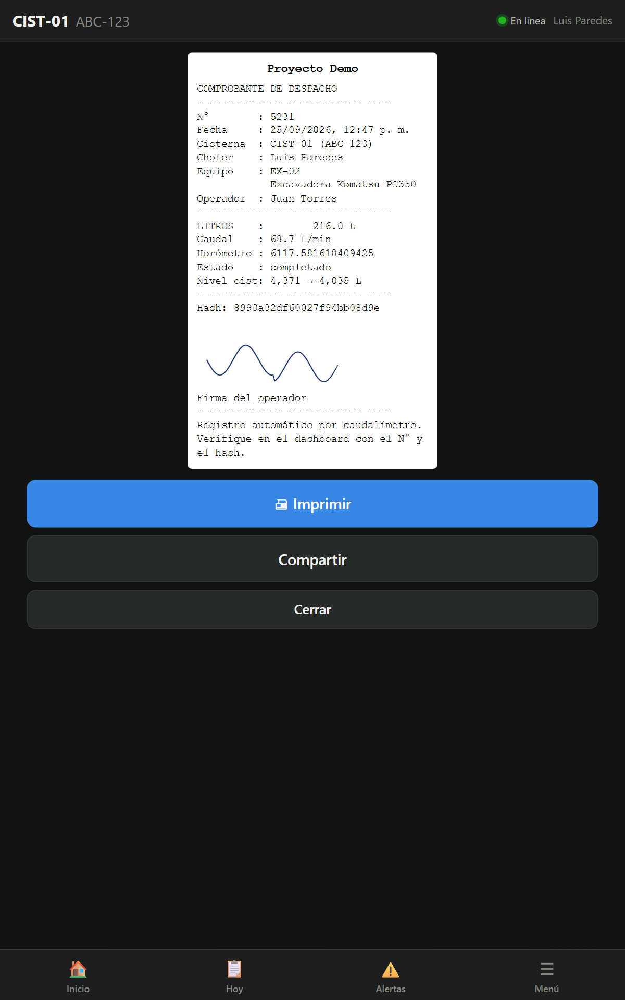 CIST-01 ABC-123
En línea Luis Paredes
Proyecto Demo
COMPROBANTE DE DESPACHO
--------------------------------
N° : 5231
Fecha : 25/09/2026, 12:47 p. m.
Cisterna : CIST-01 (ABC-123)
Chofer : Luis Paredes
Equipo : EX-02
Excavadora Komatsu PC350
Operador : Juan Torres
--------------------------------
LITROS : 216.0 L
Caudal : 68.7 L/min
Horómetro : 6117.581618409425
Estado : completado
Nivel cist: 4,371 → 4,035 L
--------------------------------
Hash: 8993a32df60027f94bb08d9e
Firma del operador
--------------------------------
Registro automático por caudalímetro.
Verifique en el dashboard con el N° y
el hash.
Imprimir
Compartir
Cerrar
Inicio
Hoy
Alertas
Menú